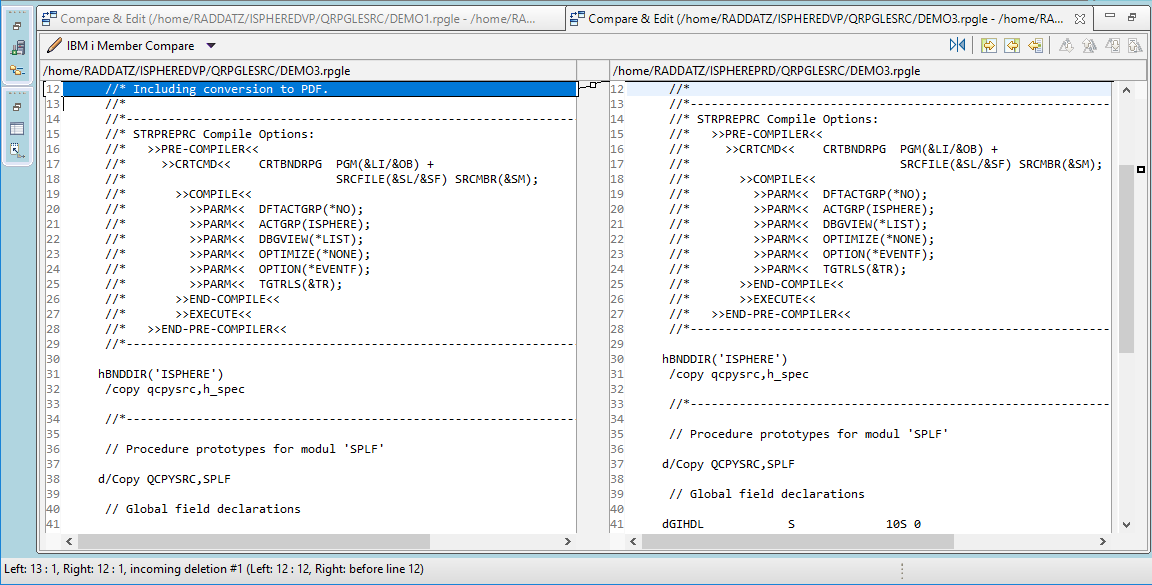 Compare & Edit (/home/RADDATZ/ISPHEREDVP/QRPGLESRC/DEMO1.rpgle - /home/RA...
Compare & Edit (/home/RADDATZ/ISPHEREDVP/QRPGLESRC/DEMO3.rpgle - /home/RA...
IBM i Member Compare
/home/RADDATZ/ISPHEREDVP/QRPGLESRC/DEMO3.rpgle
12 //* Including conversion to PDF.
13 //*
14 //*----------------------------------------------------------------
15 //* STRPREPRC Compile Options:
16 //*   >>PRE-COMPILER<<
17 //*     >>CRTCMD<<    CRTBNDRPG  PGM(&LI/&OB) +
18 //*                              SRCFILE(&SL/&SF) SRCMBR(&SM);
19 //*       >>COMPILE<<
20 //*         >>PARM<<  DFTACTGRP(*NO);
21 //*         >>PARM<<  ACTGRP(ISPHERE);
22 //*         >>PARM<<  DBGVIEW(*LIST);
23 //*         >>PARM<<  OPTIMIZE(*NONE);
24 //*         >>PARM<<  OPTION(*EVENTF);
25 //*         >>PARM<<  TGTRLS(&TR);
26 //*       >>END-COMPILE<<
27 //*       >>EXECUTE<<
28 //*   >>END-PRE-COMPILER<<
29 //*----------------------------------------------------------------
30
31 hBNDDIR('ISPHERE')
32 /copy qcpysrc,h_spec
33
34 //*----------------------------------------------------------------
35
36 // Procedure prototypes for modul 'SPLF'
37
38 d/Copy QCPYSRC,SPLF
39
40 // Global field declarations
41
/home/RADDATZ/ISPHEREPRD/QRPGLESRC/DEMO3.rpgle
12 //*
13 //*------------------------------------------------------------
14 //* STRPREPRC Compile Options:
15 //*   >>PRE-COMPILER<<
16 //*     >>CRTCMD<<    CRTBNDRPG  PGM(&LI/&OB) +
17 //*                              SRCFILE(&SL/&SF) SRCMBR(&SM);
18 //*       >>COMPILE<<
19 //*         >>PARM<<  DFTACTGRP(*NO);
20 //*         >>PARM<<  ACTGRP(ISPHERE);
21 //*         >>PARM<<  DBGVIEW(*LIST);
22 //*         >>PARM<<  OPTIMIZE(*NONE);
23 //*         >>PARM<<  OPTION(*EVENTF);
24 //*         >>PARM<<  TGTRLS(&TR);
25 //*       >>END-COMPILE<<
26 //*       >>EXECUTE<<
27 //*   >>END-PRE-COMPILER<<
28 //*------------------------------------------------------------
29
30 hBNDDIR('ISPHERE')
31 /copy qcpysrc,h_spec
32
33 //*------------------------------------------------------------
34
35 // Procedure prototypes for modul 'SPLF'
36
37 d/Copy QCPYSRC,SPLF
38
39 // Global field declarations
40
41 dGIHDL            S             10S 0
Left: 13 : 1, Right: 12 : 1, incoming deletion #1 (Left: 12 : 12, Right: before line 12)